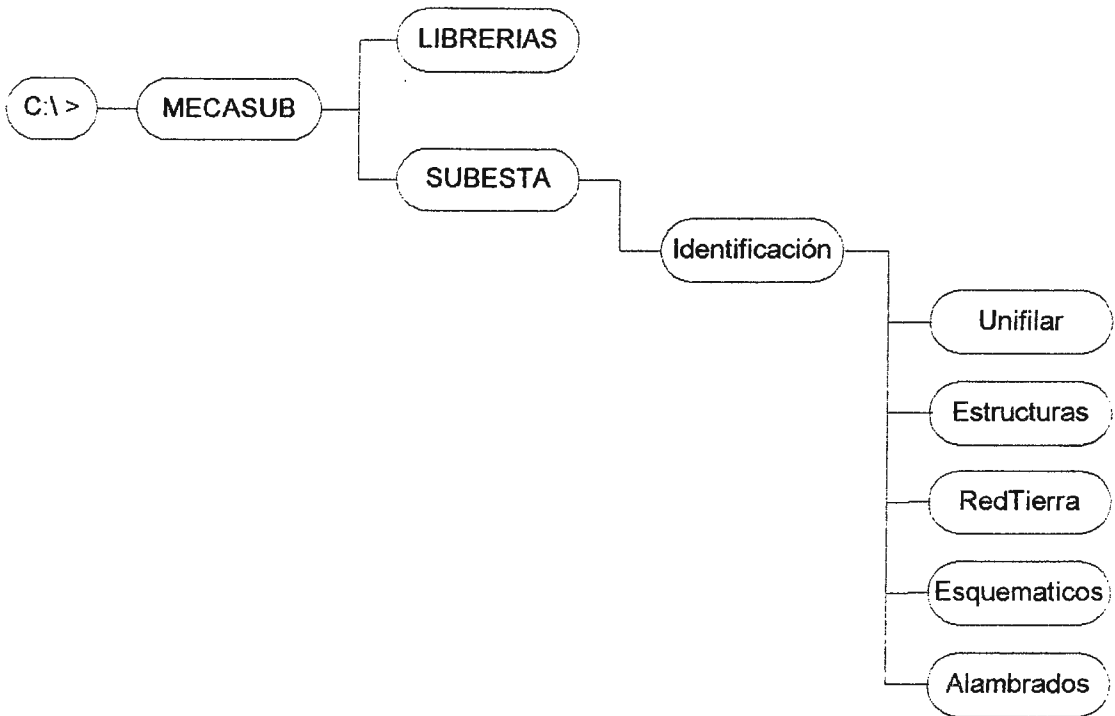 LIBRERIAS
C:\ >
MECASUB
SUBESTA
Identificación
Unifilar
Estructuras
RedTierra
Esquematicos
Alambrados